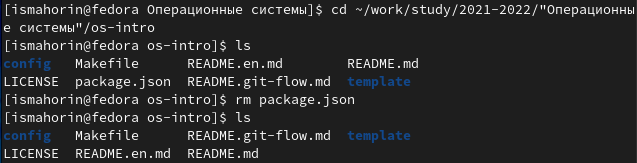 [ismahorin@fedora Операционные системы]$ cd ~/work/study/2021-2022/"Операционны
е системы"/os-intro
[ismahorin@fedora os-intro]$ ls
config   Makefile      README.en.md        README.md
LICENSE  package.json  README.git-flow.md  template
[ismahorin@fedora os-intro]$ rm package.json
[ismahorin@fedora os-intro]$ ls
config   Makefile      README.git-flow.md  template
LICENSE  README.en.md  README.md